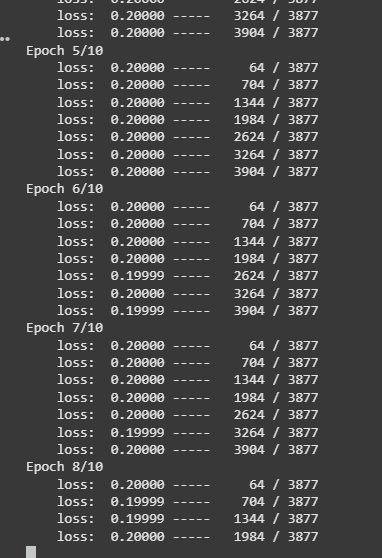 loss: 0.20000 ----- 2624 / 3877
loss: 0.20000 ----- 3264 / 3877
loss: 0.20000 ----- 3904 / 3877
Epoch 5/10
loss: 0.20000 ----- 64 / 3877
loss: 0.20000 ----- 704 / 3877
loss: 0.20000 ----- 1344 / 3877
loss: 0.20000 ----- 1984 / 3877
loss: 0.20000 ----- 2624 / 3877
loss: 0.20000 ----- 3264 / 3877
loss: 0.20000 ----- 3904 / 3877
Epoch 6/10
loss: 0.20000 ----- 64 / 3877
loss: 0.20000 ----- 704 / 3877
loss: 0.20000 ----- 1344 / 3877
loss: 0.20000 ----- 1984 / 3877
loss: 0.19999 ----- 2624 / 3877
loss: 0.20000 ----- 3264 / 3877
loss: 0.19999 ----- 3904 / 3877
Epoch 7/10
loss: 0.20000 ----- 64 / 3877
loss: 0.20000 ----- 704 / 3877
loss: 0.20000 ----- 1344 / 3877
loss: 0.20000 ----- 1984 / 3877
loss: 0.20000 ----- 2624 / 3877
loss: 0.19999 ----- 3264 / 3877
loss: 0.20000 ----- 3904 / 3877
Epoch 8/10
loss: 0.20000 ----- 64 / 3877
loss: 0.19999 ----- 704 / 3877
loss: 0.19999 ----- 1344 / 3877
loss: 0.20000 ----- 1984 / 3877